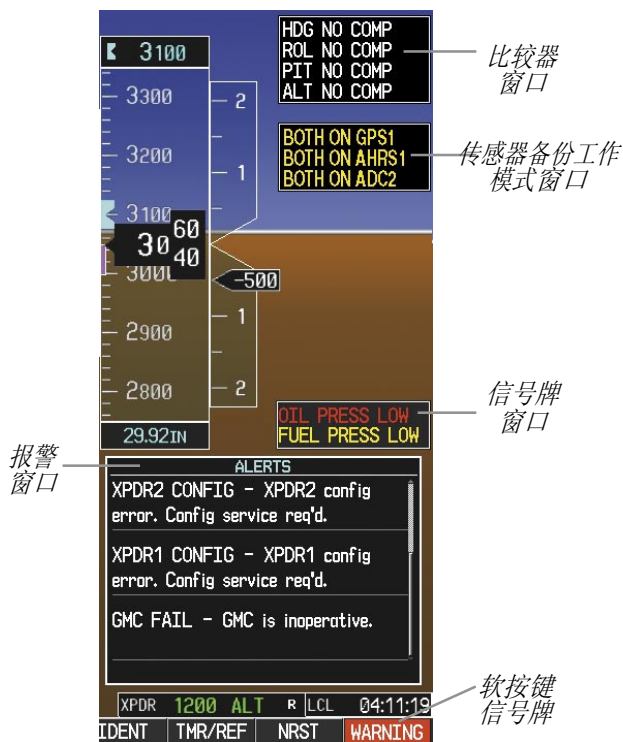 3100
HDG NO COMP
ROL NO COMP
PIT NO COMP
ALT NO COMP
比较器
窗口
3300
2
BOTH ON GPS1
BOTH ON AHRS1
BOTH ON ADC2
传感器备份工作
模式窗口
3200
1
3100
30
60
40
3000
-500
1
2900
2800
2
OIL PRESS LOW
FUEL PRESS LOW
信号牌
窗口
29.92IN
报警
窗口
ALERTS
XPDR2 CONFIG – XPDR2 config
error. Config service req'd.
XPDR1 CONFIG – XPDR1 config
error. Config service req'd.
GMC FAIL – GMC is inoperative.
XPDR 1200 ALT R LCL 04:11:19
IDENT TMR/REF NRST WARNING
软按键
信号牌